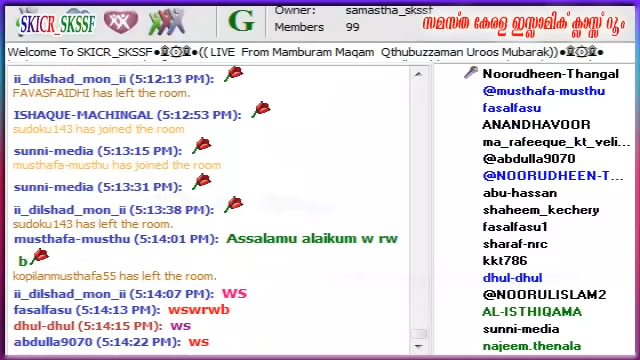 SKICR_SKSSF
G
Owner: samastha_skssf
Members 99
സമസ്ത കേരള ഇസ്ലാമിക് ക്ലാസ്സ് റൂം
Welcome To SKICR_SKSSF●۩۞۩●(( LIVE From Mamburam Maqam Qthubuzzaman Uroos Mubarak))●۩۞۩●
ii_dilshad_mon_ii (5:12:13 PM):
FAVASFAIDHI has left the room.
ISHAQUE-MACHINGAL (5:12:53 PM):
sudoku143 has joined the room
sunni-media (5:13:15 PM):
musthafa-musthu has joined the room
sunni-media (5:13:31 PM):
ii_dilshad_mon_ii (5:13:38 PM):
sudoku143 has left the room.
musthafa-musthu (5:14:01 PM): Assalamu alaikum w rw
b
kopilanmusthafa55 has left the room.
ii_dilshad_mon_ii (5:14:07 PM): ws
fasalfasu (5:14:13 PM): wswrwb
dhul-dhul (5:14:15 PM): ws
abdulla9070 (5:14:22 PM): ws
Noorudheen-Thangal
@musthafa-musthu
fasalfasu
ANANDHAVOOR
ma_rafeeque_kt_veli...
@abdulla9070
@NOORUDHEEN-T...
abu-hassan
shaheem_kechery
fasalfasu1
sharaf-nrc
kkt786
dhul-dhul
@NOORULISLAM2
AL-ISTHIQAMA
sunni-media
najeem.thenala